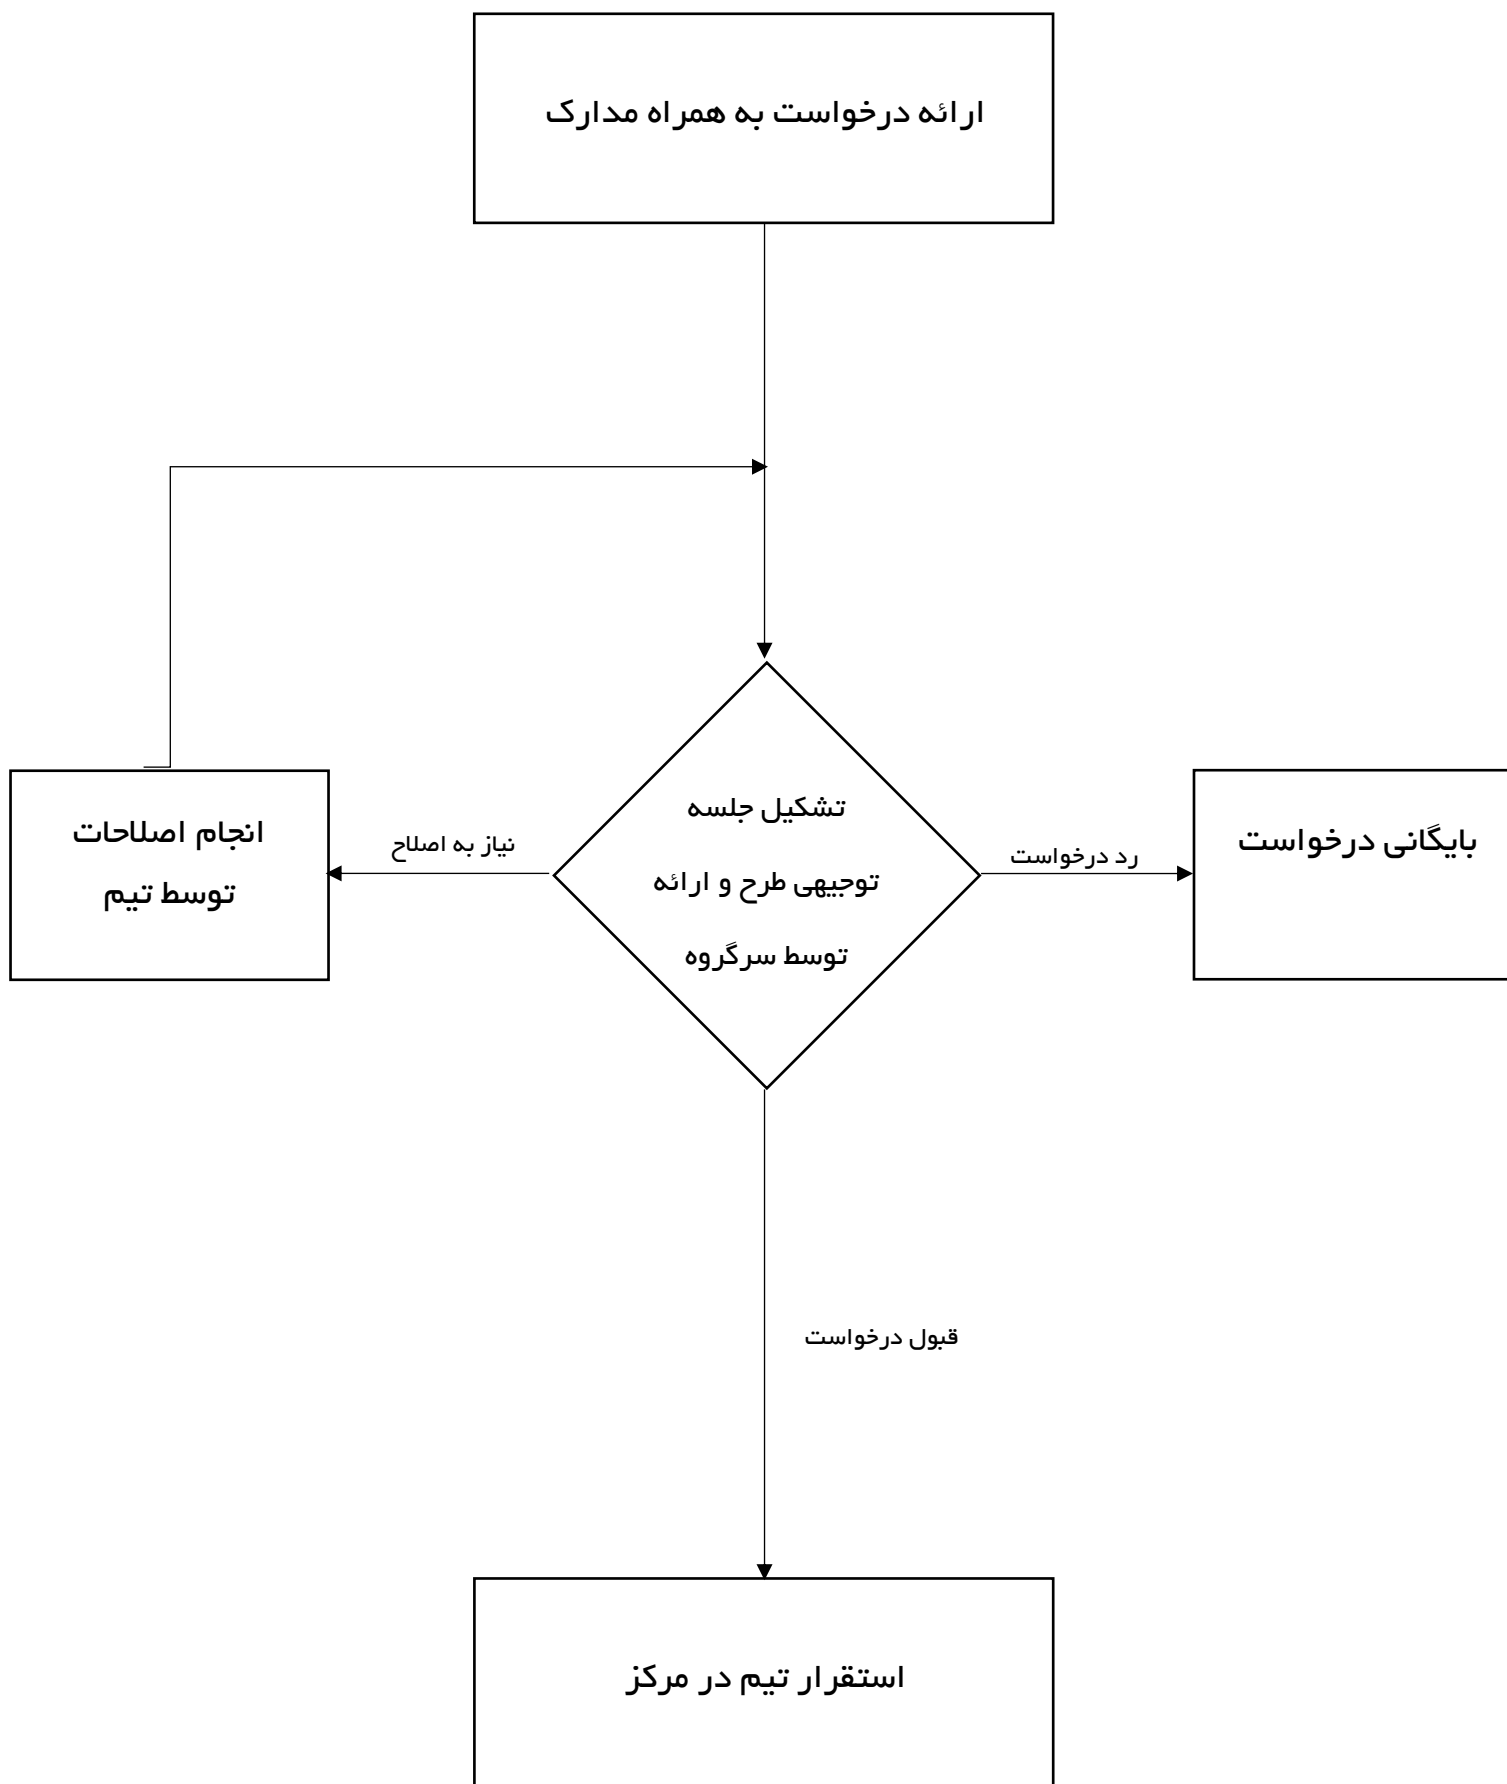 ارائه درخواست به همراه مدارک
تشکیل جلسه
توجیهی طرح و ارائه
توسط سرگروه
رد درخواست
بایگانی درخواست
نیاز به اصلاح
انجام اصلاحات
توسط تیم
قبول درخواست
استقرار تیم در مرکز